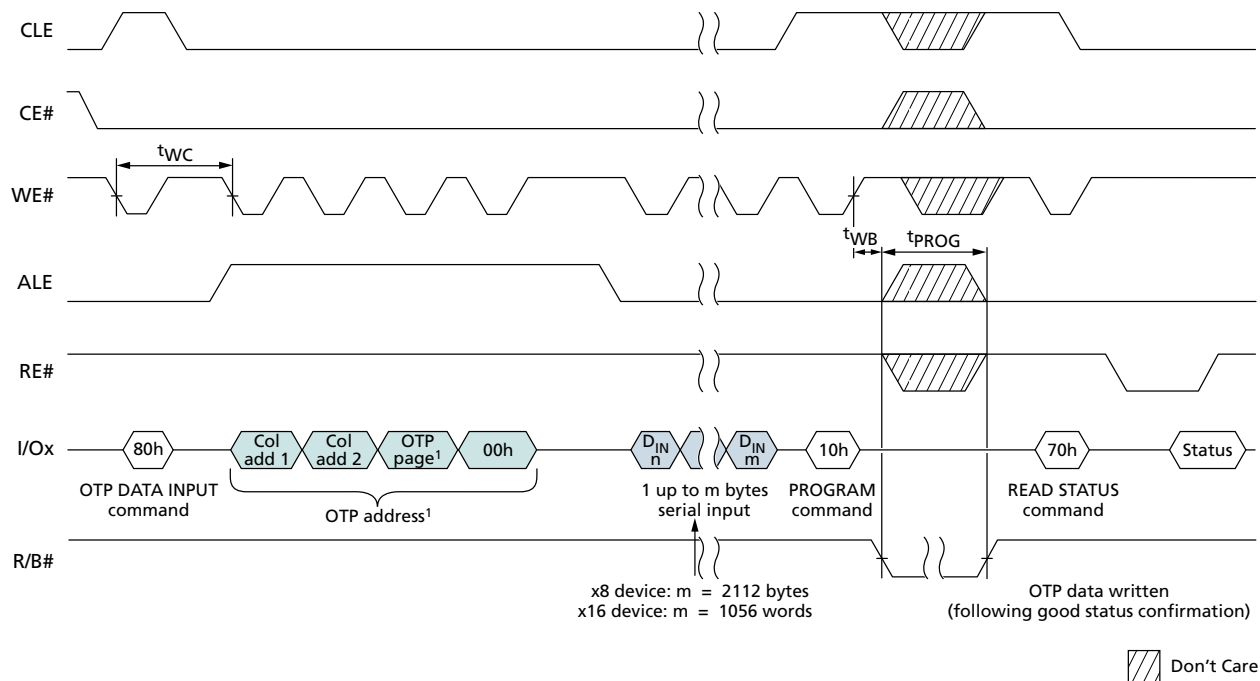 CLE
CE#
tWC
WE#
tWB
tPROG
ALE
RE#
I/Ox
80h
Col
add 1
Col
add 2
OTP
page1
00h
DIN
n
DIN
m
10h
70h
Status
OTP DATA INPUT
command
OTP address1
1 up to m bytes
serial input
PROGRAM
command
READ STATUS
command
R/B#
x8 device: m = 2112 bytes
x16 device: m = 1056 words
OTP data written
(following good status confirmation)
Don't Care